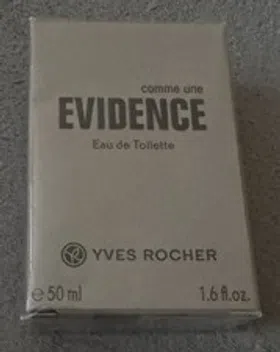 comme une
EVIDENCE
Eau de Toilette
YVES ROCHER
e 50 ml 1.6 fl.oz.